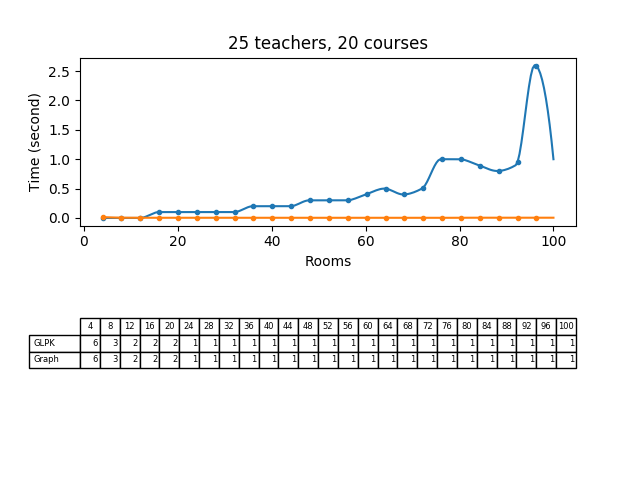 25 teachers, 20 courses
2.5
2.0
1.5
1.0
0.5
0.0
Time (second)
0 20 40 60 80 100
Rooms
4 8 12 16 20 24 28 32 36 40 44 48 52 56 60 64 68 72 76 80 84 88 92 96 100
GLPK 6 3 2 2 2 1 1 1 1 1 1 1 1 1 1 1 1 1 1 1 1 1 1 1 1
Graph 6 3 2 2 2 1 1 1 1 1 1 1 1 1 1 1 1 1 1 1 1 1 1 1 1